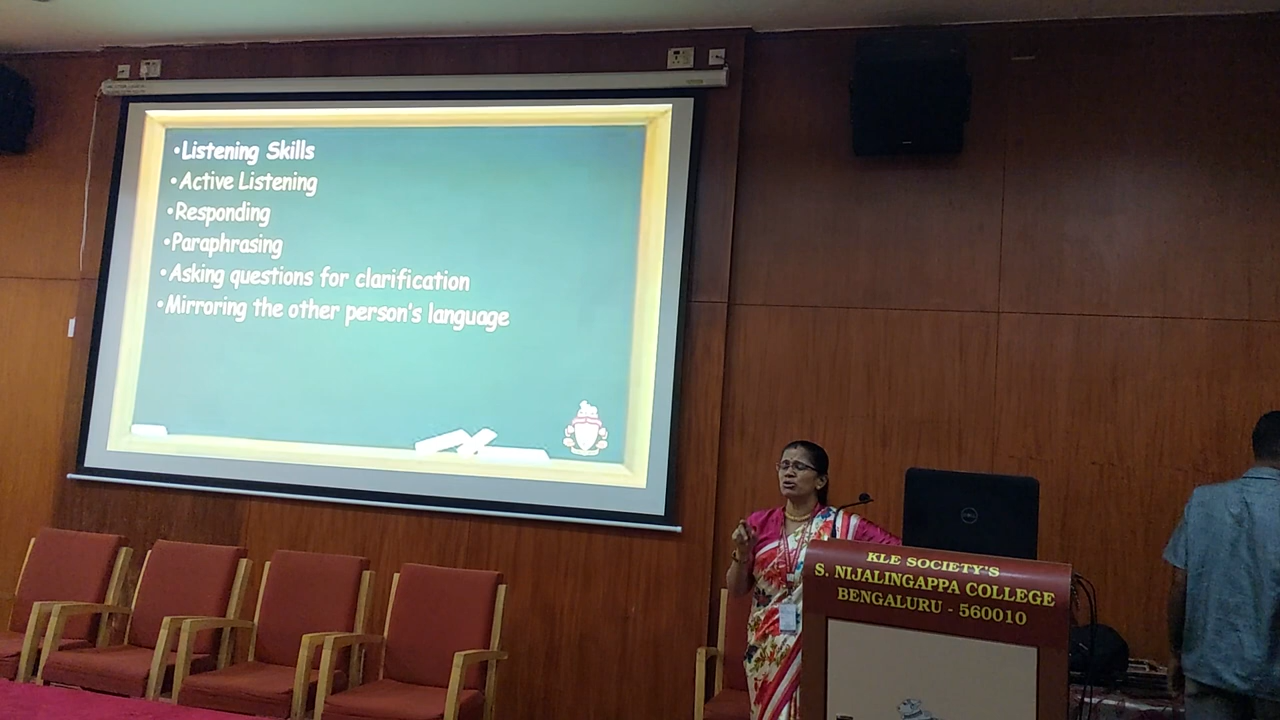 •Listening Skills
•Active Listening
•Responding
•Paraphrasing
•Asking questions for clarification
•Mirroring the other person's language
DELL
KLE SOCIETY'S
S. NIJALINGAPPA COLLEGE
BENGALURU - 560010